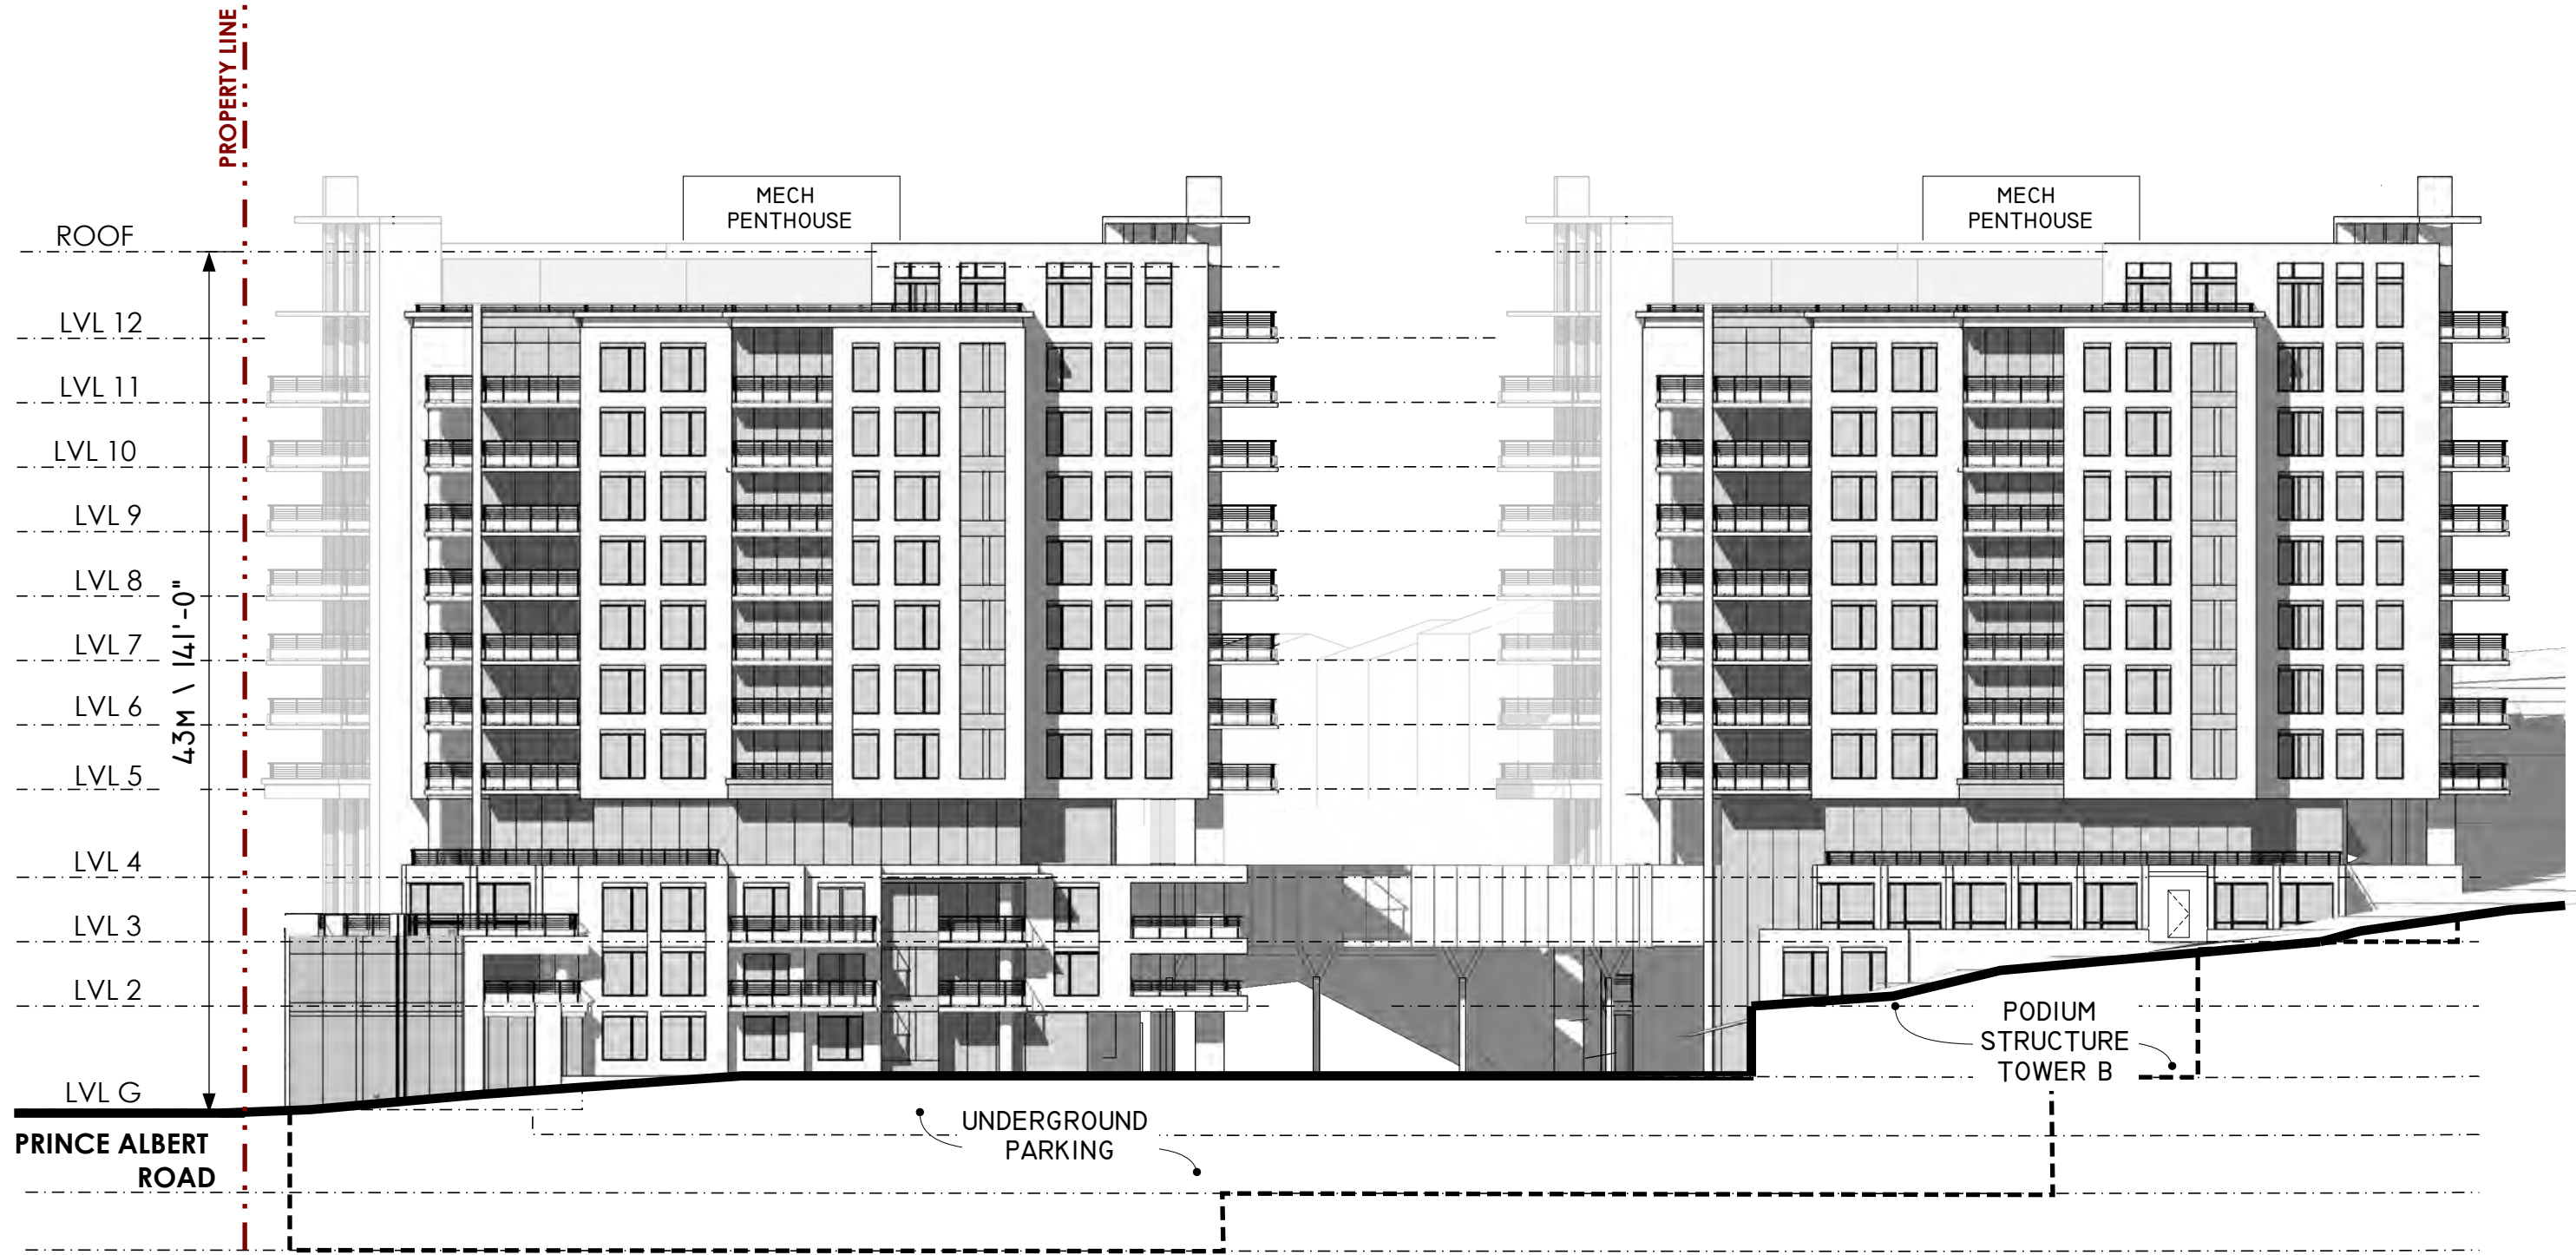 PROPERTY LINE
MECH
PENTHOUSE
MECH
PENTHOUSE
ROOF
LVL 12
LVL 11
LVL 10
LVL 9
LVL 8
LVL 7
LVL 6
LVL 5
LVL 4
LVL 3
LVL 2
LVL G
43M \ 141'-0"
PRINCE ALBERT
ROAD
UNDERGROUND
PARKING
PODIUM
STRUCTURE
TOWER B